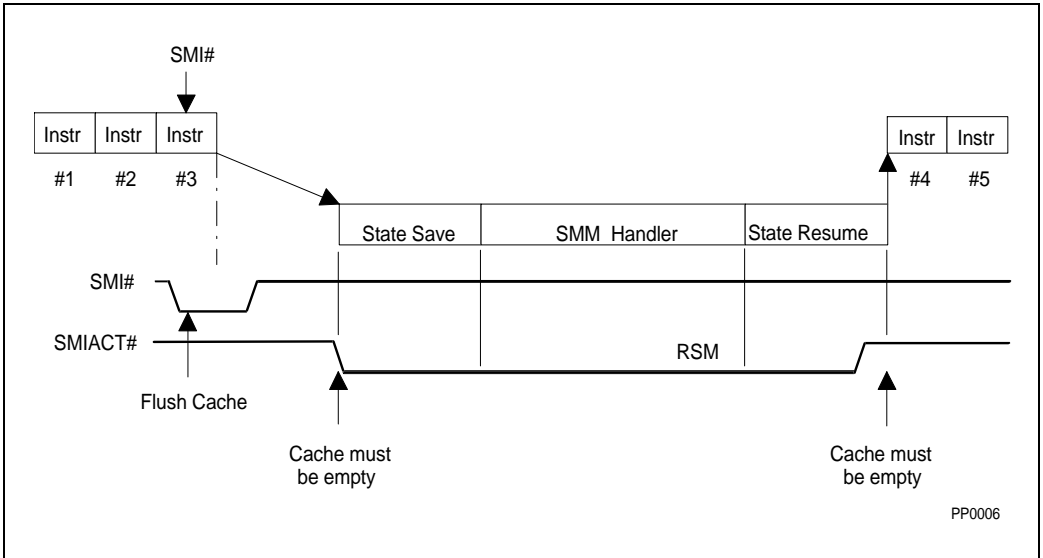 SMI#
Instr Instr Instr
#1 #2 #3
Instr Instr
#4 #5
State Save SMM Handler State Resume
SMI#
SMIACT#
RSM
Flush Cache
Cache must
be empty
Cache must
be empty
PP0006